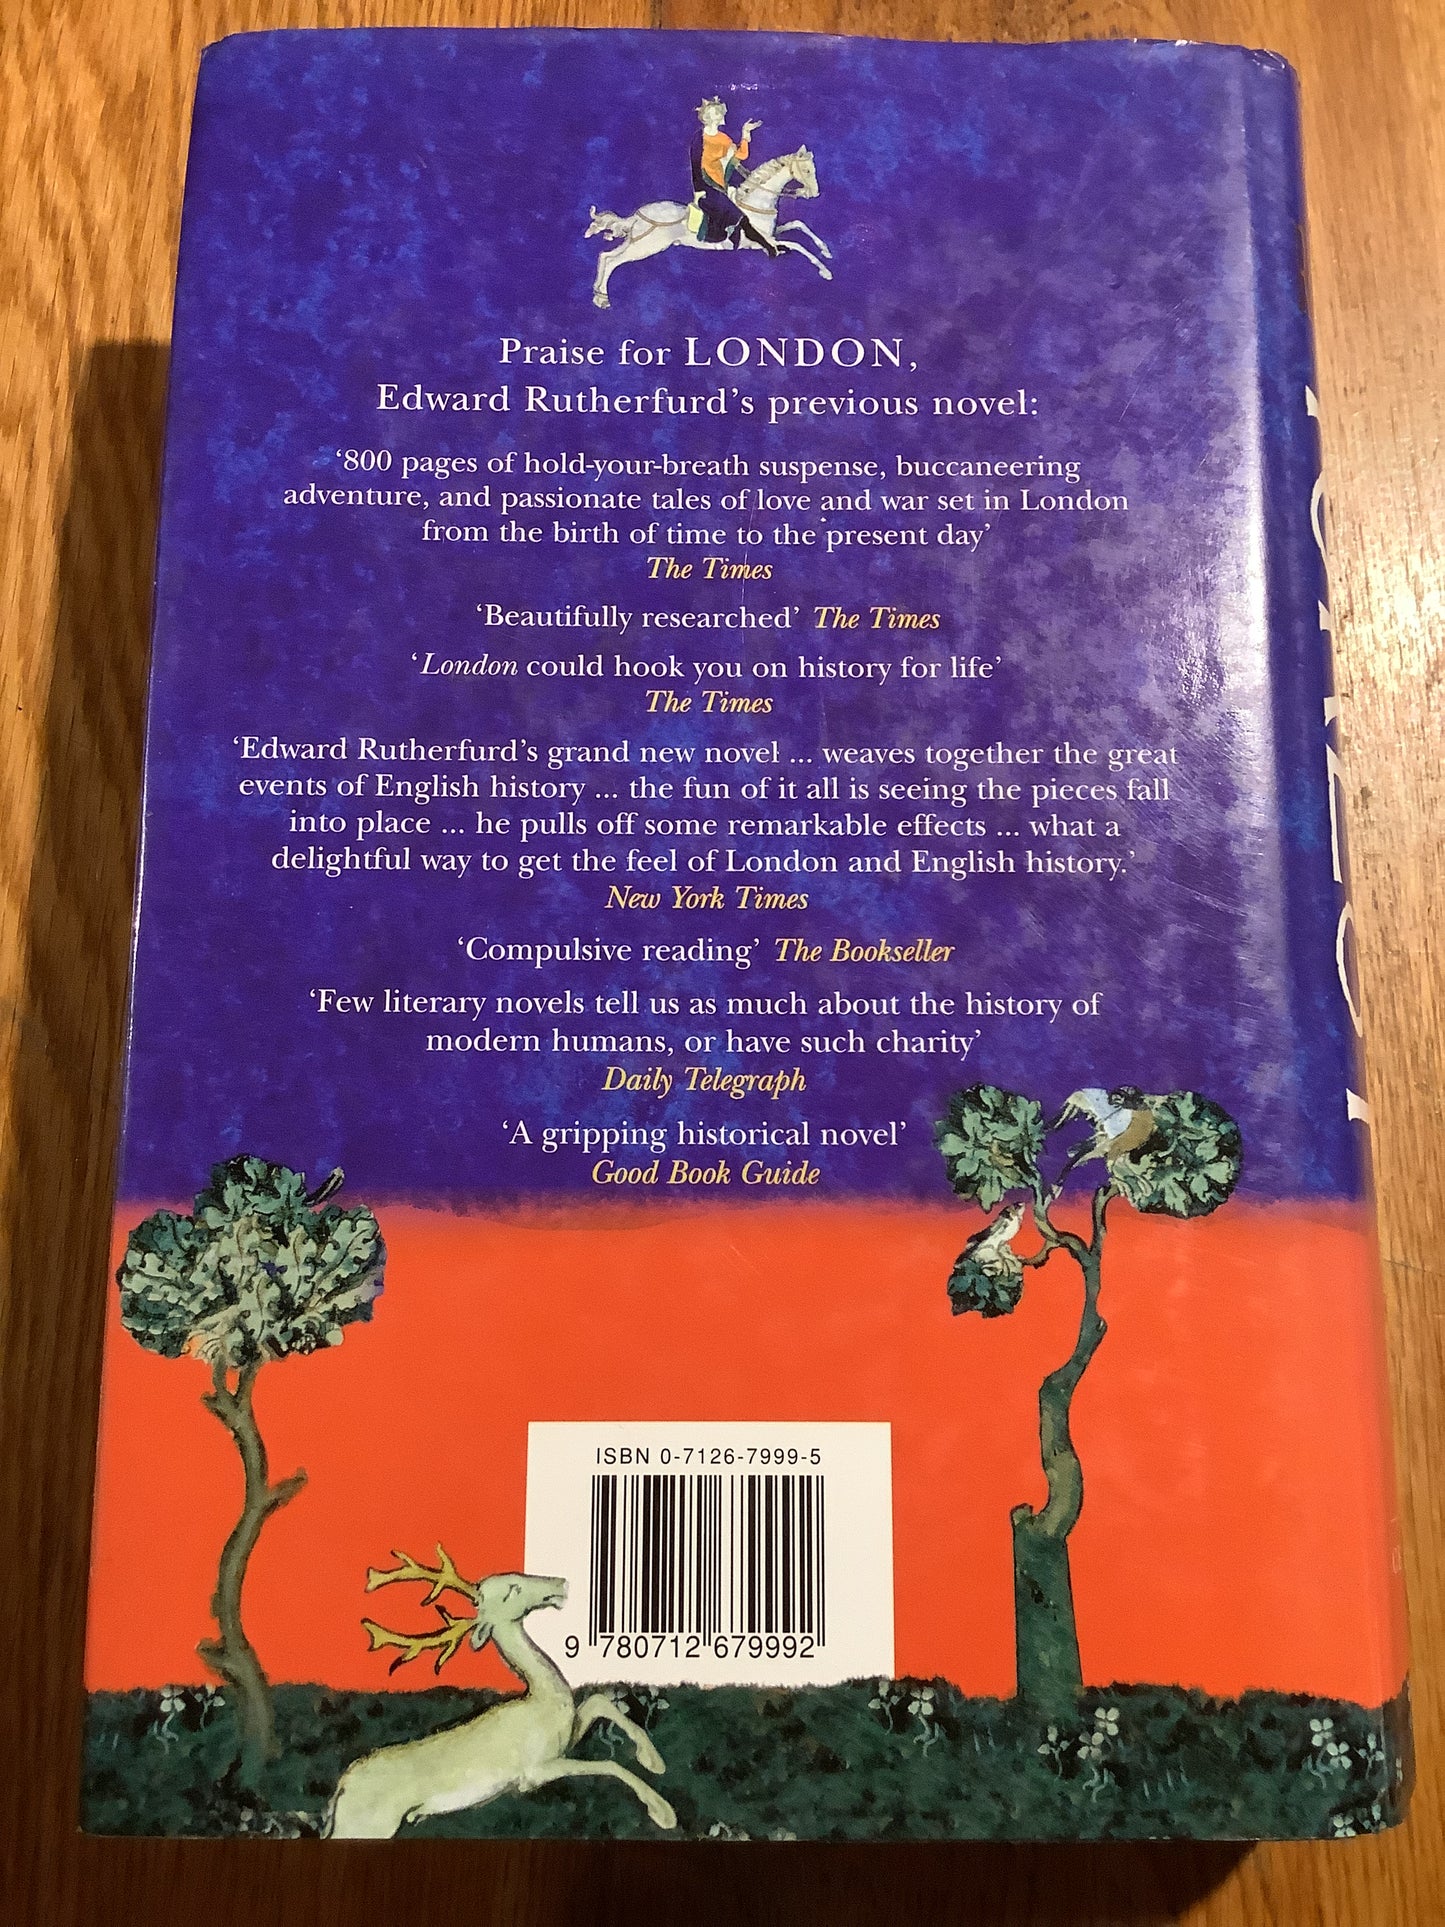 Praise for LONDON,
Edward Rutherfurd's previous novel:
‘800 pages of hold-your-breath suspense, buccaneering
adventure, and passionate tales of love and war set in London
from the birth of time to the present day’
The Times
‘Beautifully researched’ The Times
‘London could hook you on history for life’
The Times
‘Edward Rutherfurd’s grand new novel ... weaves together the great
events of English history ... the fun of it all is seeing the pieces fall
into place ... he pulls off some remarkable effects ... what a
delightful way to get the feel of London and English history.’
New York Times
‘Compulsive reading’ The Bookseller
‘Few literary novels tell us as much about the history of
modern humans, or have such charity’
Daily Telegraph
‘A gripping historical novel’
Good Book Guide
ISBN 0-7126-7999-5
9 780712 679992